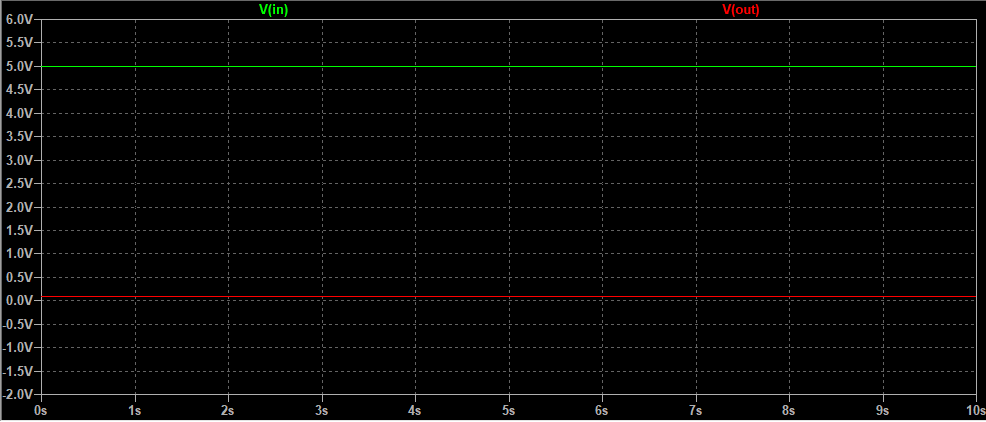 V(in) V(out)
6.0V
5.5V
5.0V
4.5V
4.0V
3.5V
3.0V
2.5V
2.0V
1.5V
1.0V
0.5V
0.0V
-0.5V
-1.0V
-1.5V
-2.0V
0s 1s 2s 3s 4s 5s 6s 7s 8s 9s 10s